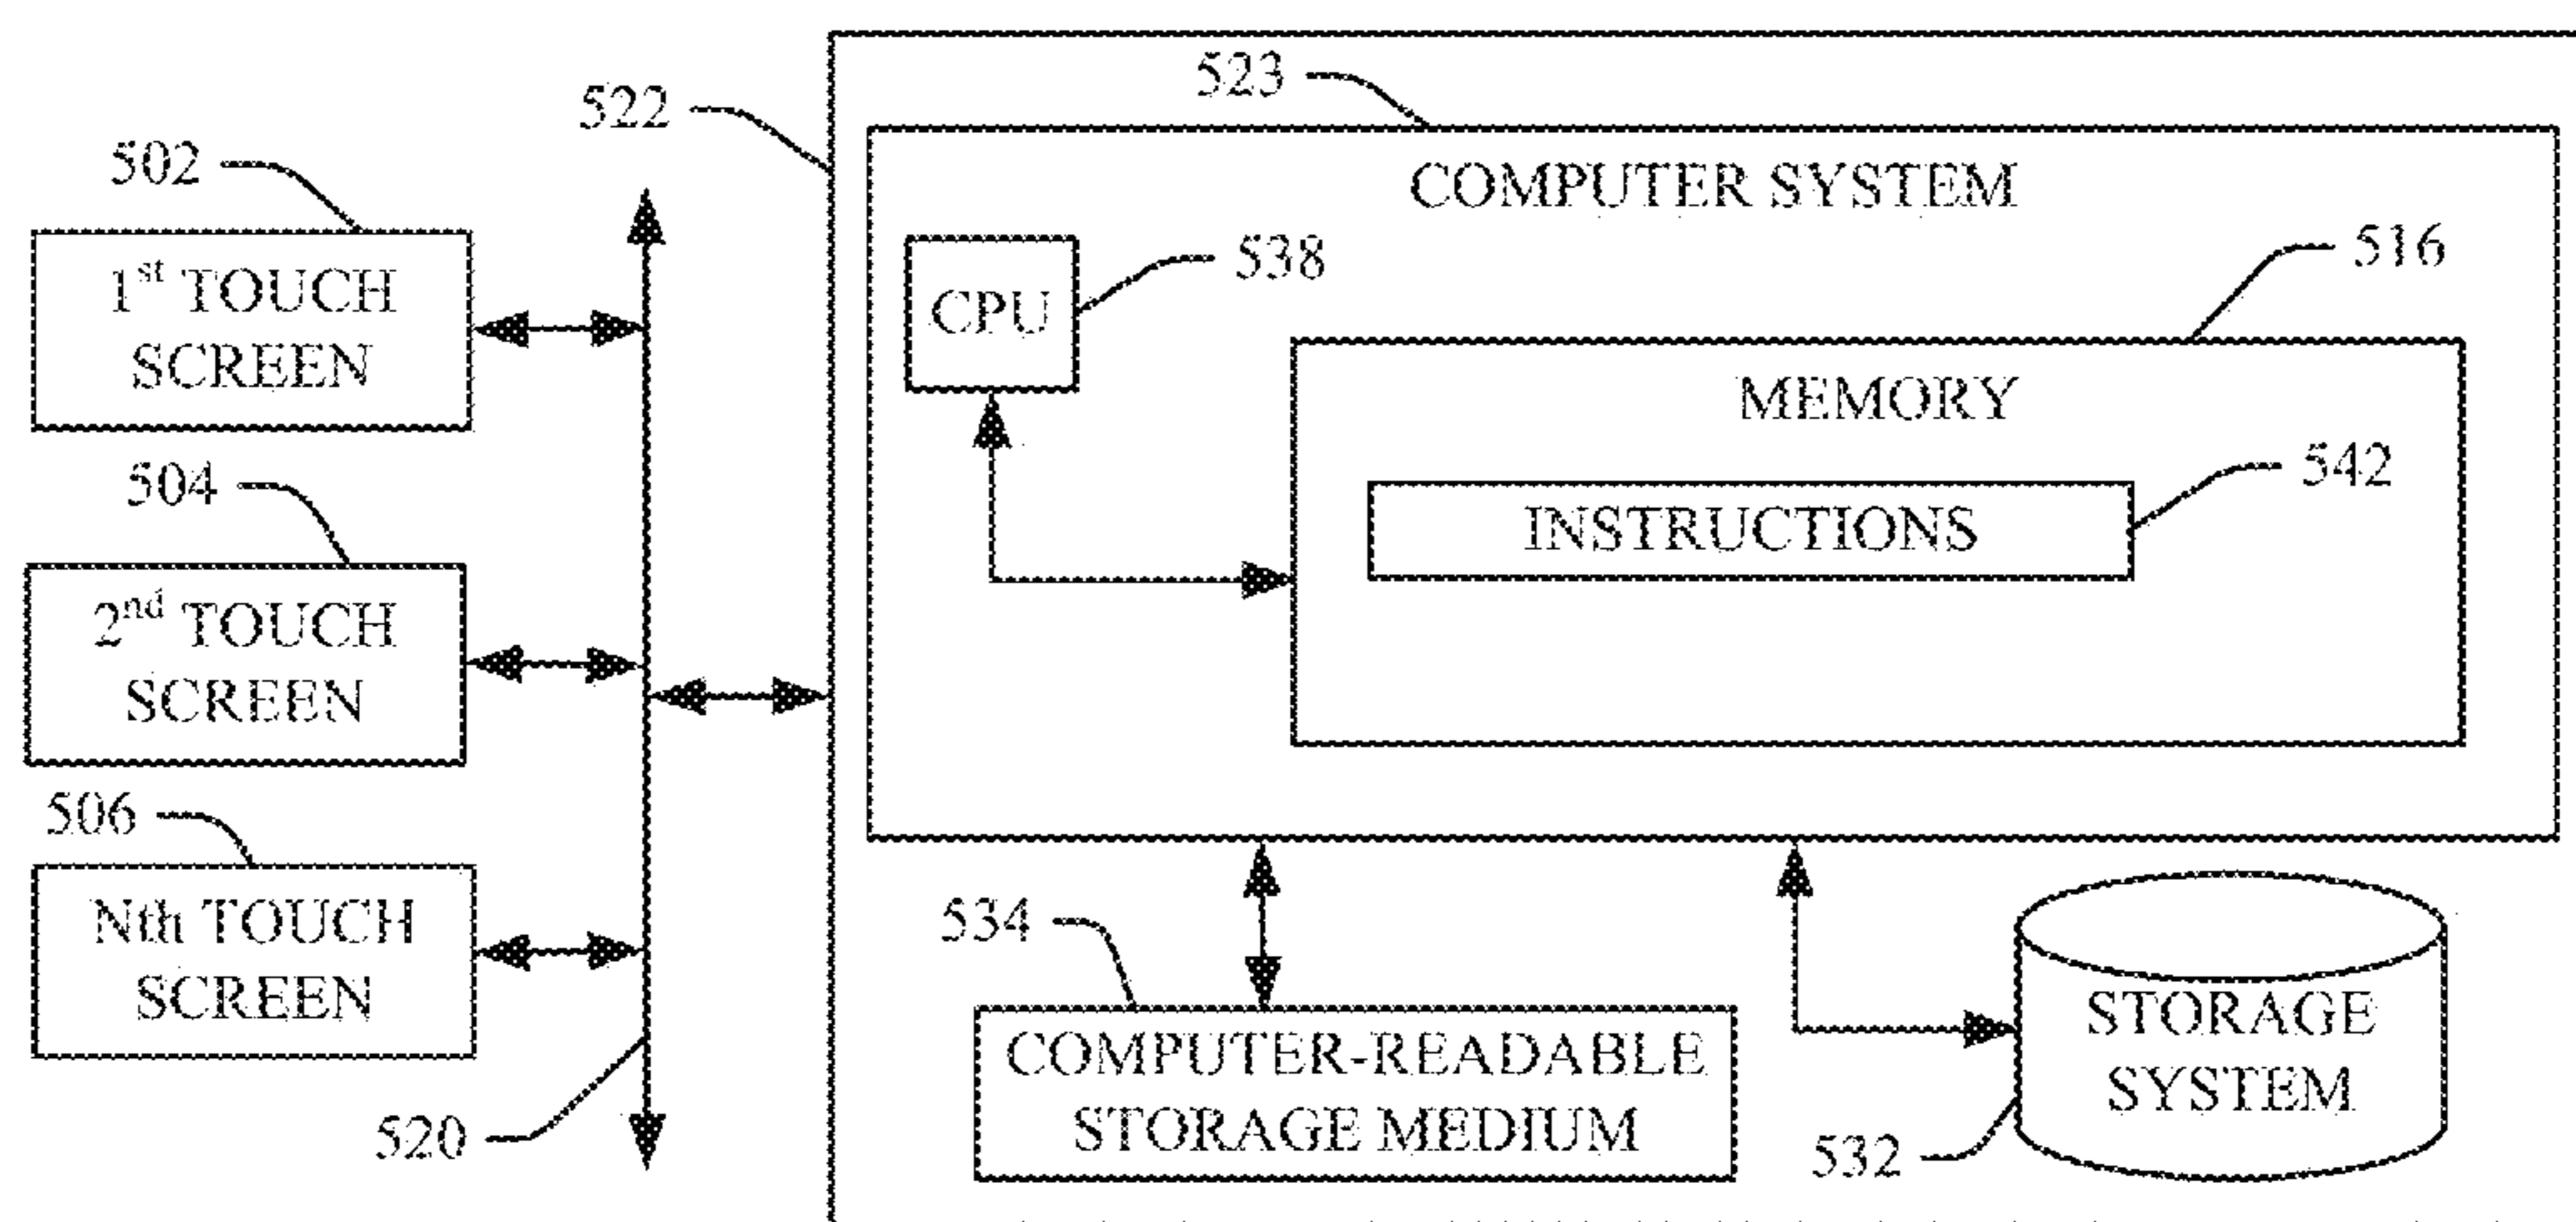 523
522
COMPUTER SYSTEM
502
516
538
1st TOUCH
SCREEN
CPU
MEMORY
542
504
INSTRUCTIONS
2nd TOUCH
SCREEN
506
Nth TOUCH
SCREEN
534
STORAGE
SYSTEM
COMPUTER-READABLE
STORAGE MEDIUM
520
532